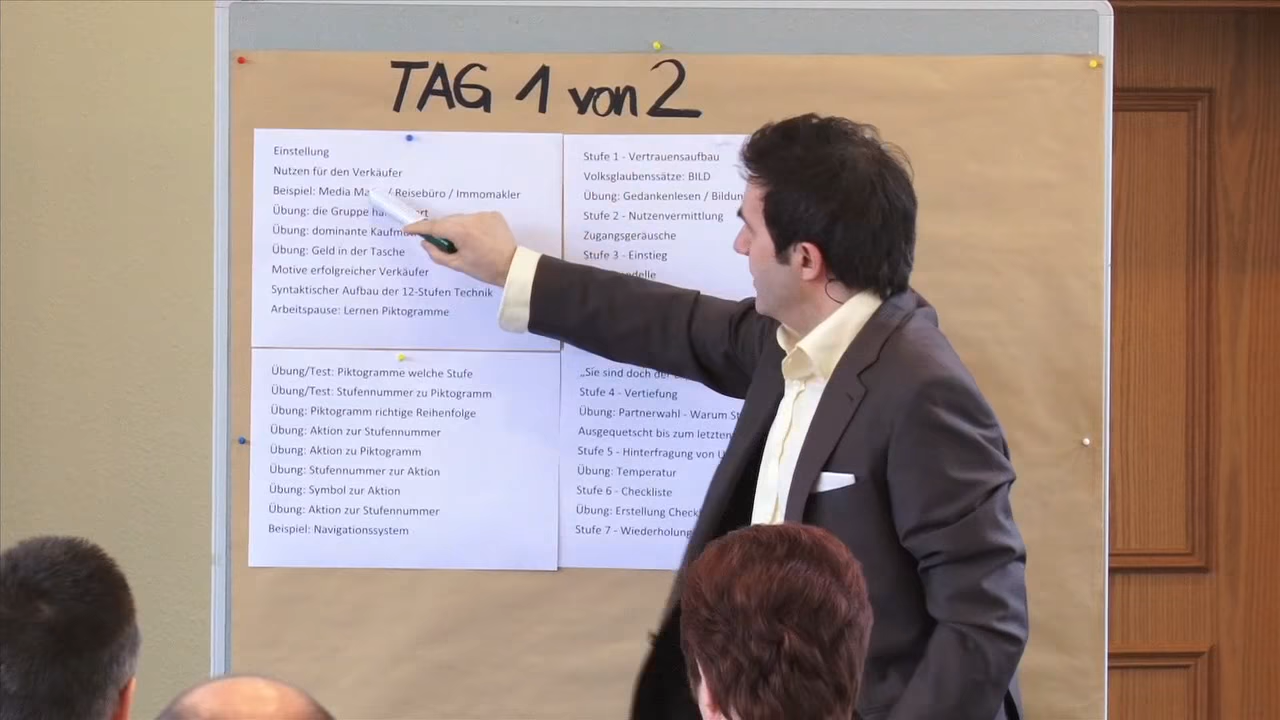 TAG 1 von 2
Einstellung
Nutzen für den Verkäufer
Beispiel: Media / Reisebüro / Immomakler
Übung: die Gruppe
Übung: dominante
Übung: Geld in der Tasche
Motive erfolgreicher Verkäufer
Syntaktischer Aufbau der 12-Stufen Technik
Arbeitspause: Lernen Piktogramme
Stufe 1 - Vertrauensaufbau
Volksglaubenssätze: BILD
Übung: Gedankenlesen /
Stufe 2 - Nutzenvermittlung
Zugangsgeräusche
Stufe 3 - Einstieg
Übung/Test: Piktogramme welche Stufe
Übung/Test: Stufennummer zu Piktogramm
Übung: Piktogramm richtige Reihenfolge
Übung: Aktion zur Stufennummer
Übung: Aktion zu Piktogramm
Übung: Stufennummer zur Aktion
Übung: Symbol zur Aktion
Übung: Aktion zur Stufennummer
Beispiel: Navigationssystem
„Sie sind doch der
Stufe 4 - Vertiefung
Übung: Partnerwahl - Warum
Ausgequetscht bis zum letzten
Stufe 5 - Hinterfragung von
Übung: Temperatur
Stufe 6 - Checkliste
Übung: Erstellung
Stufe 7 - Wiederholung